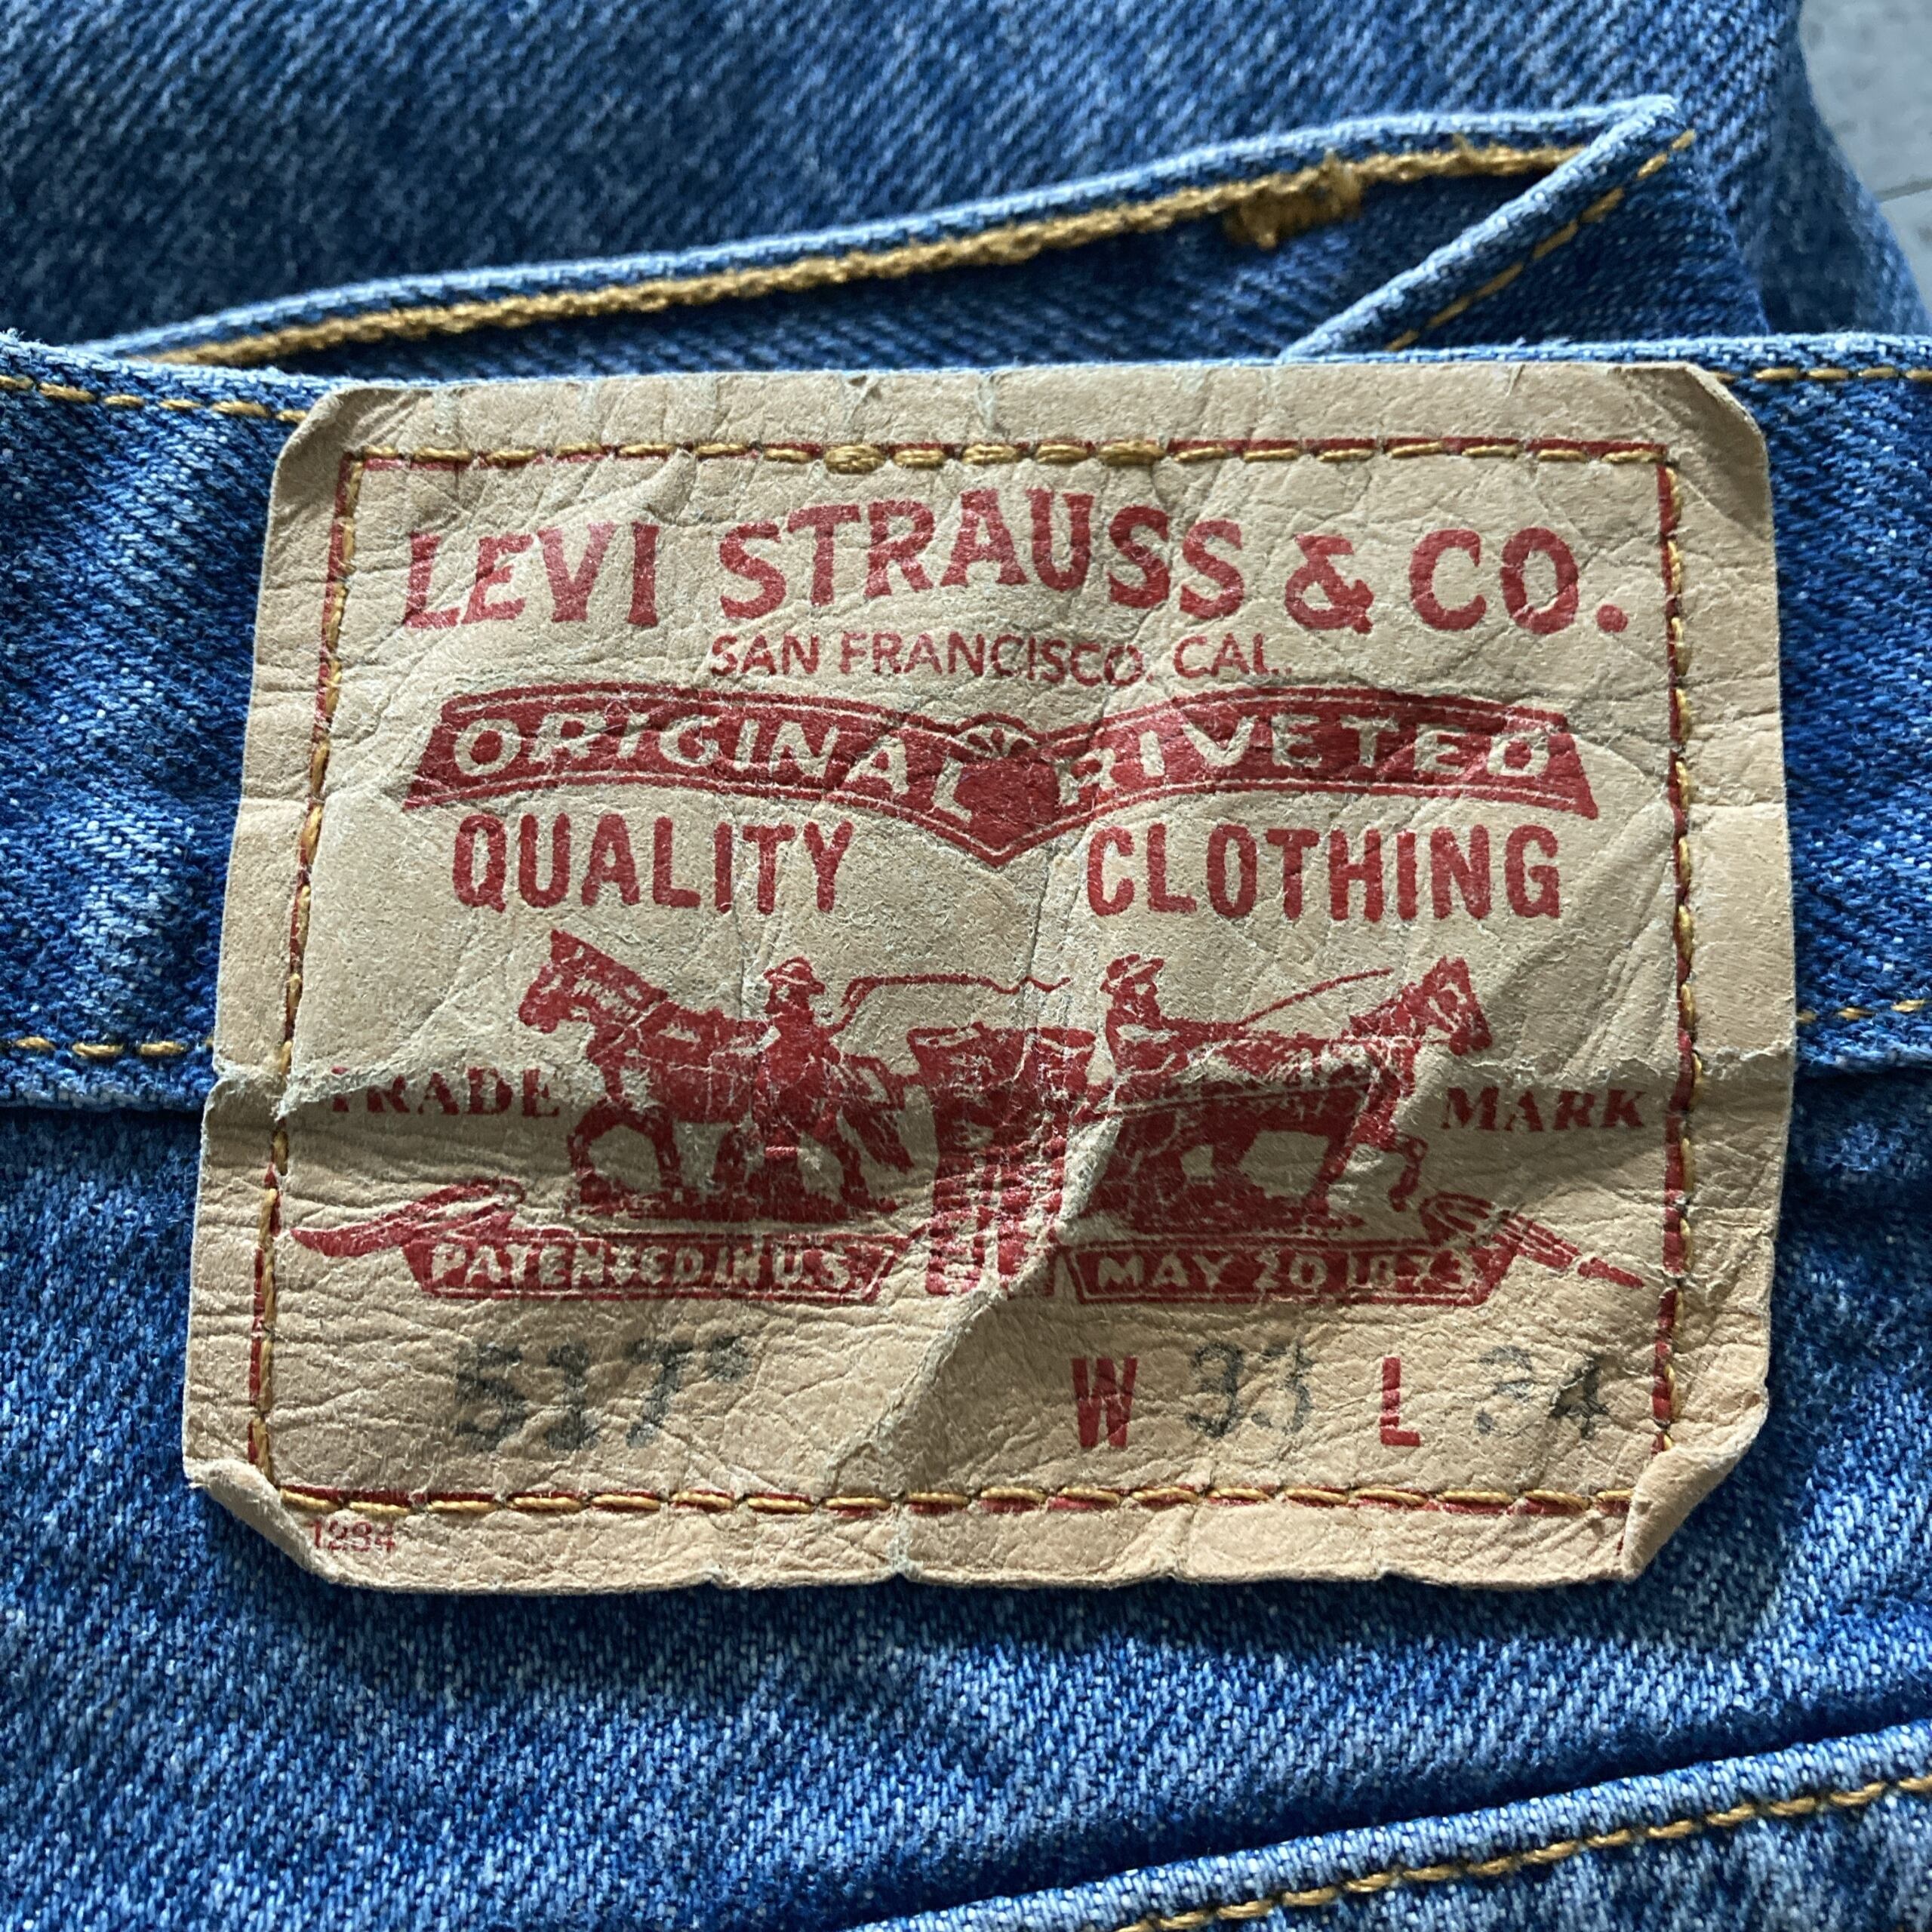 LEVI STRAUSS & CO.
SAN FRANCISCO, CAL.
ORIGINAL RIVETED
QUALITY CLOTHING
TRADE MARK
PATENTED IN U.S. MAY 20 1873
517® W 33 L 34
1234